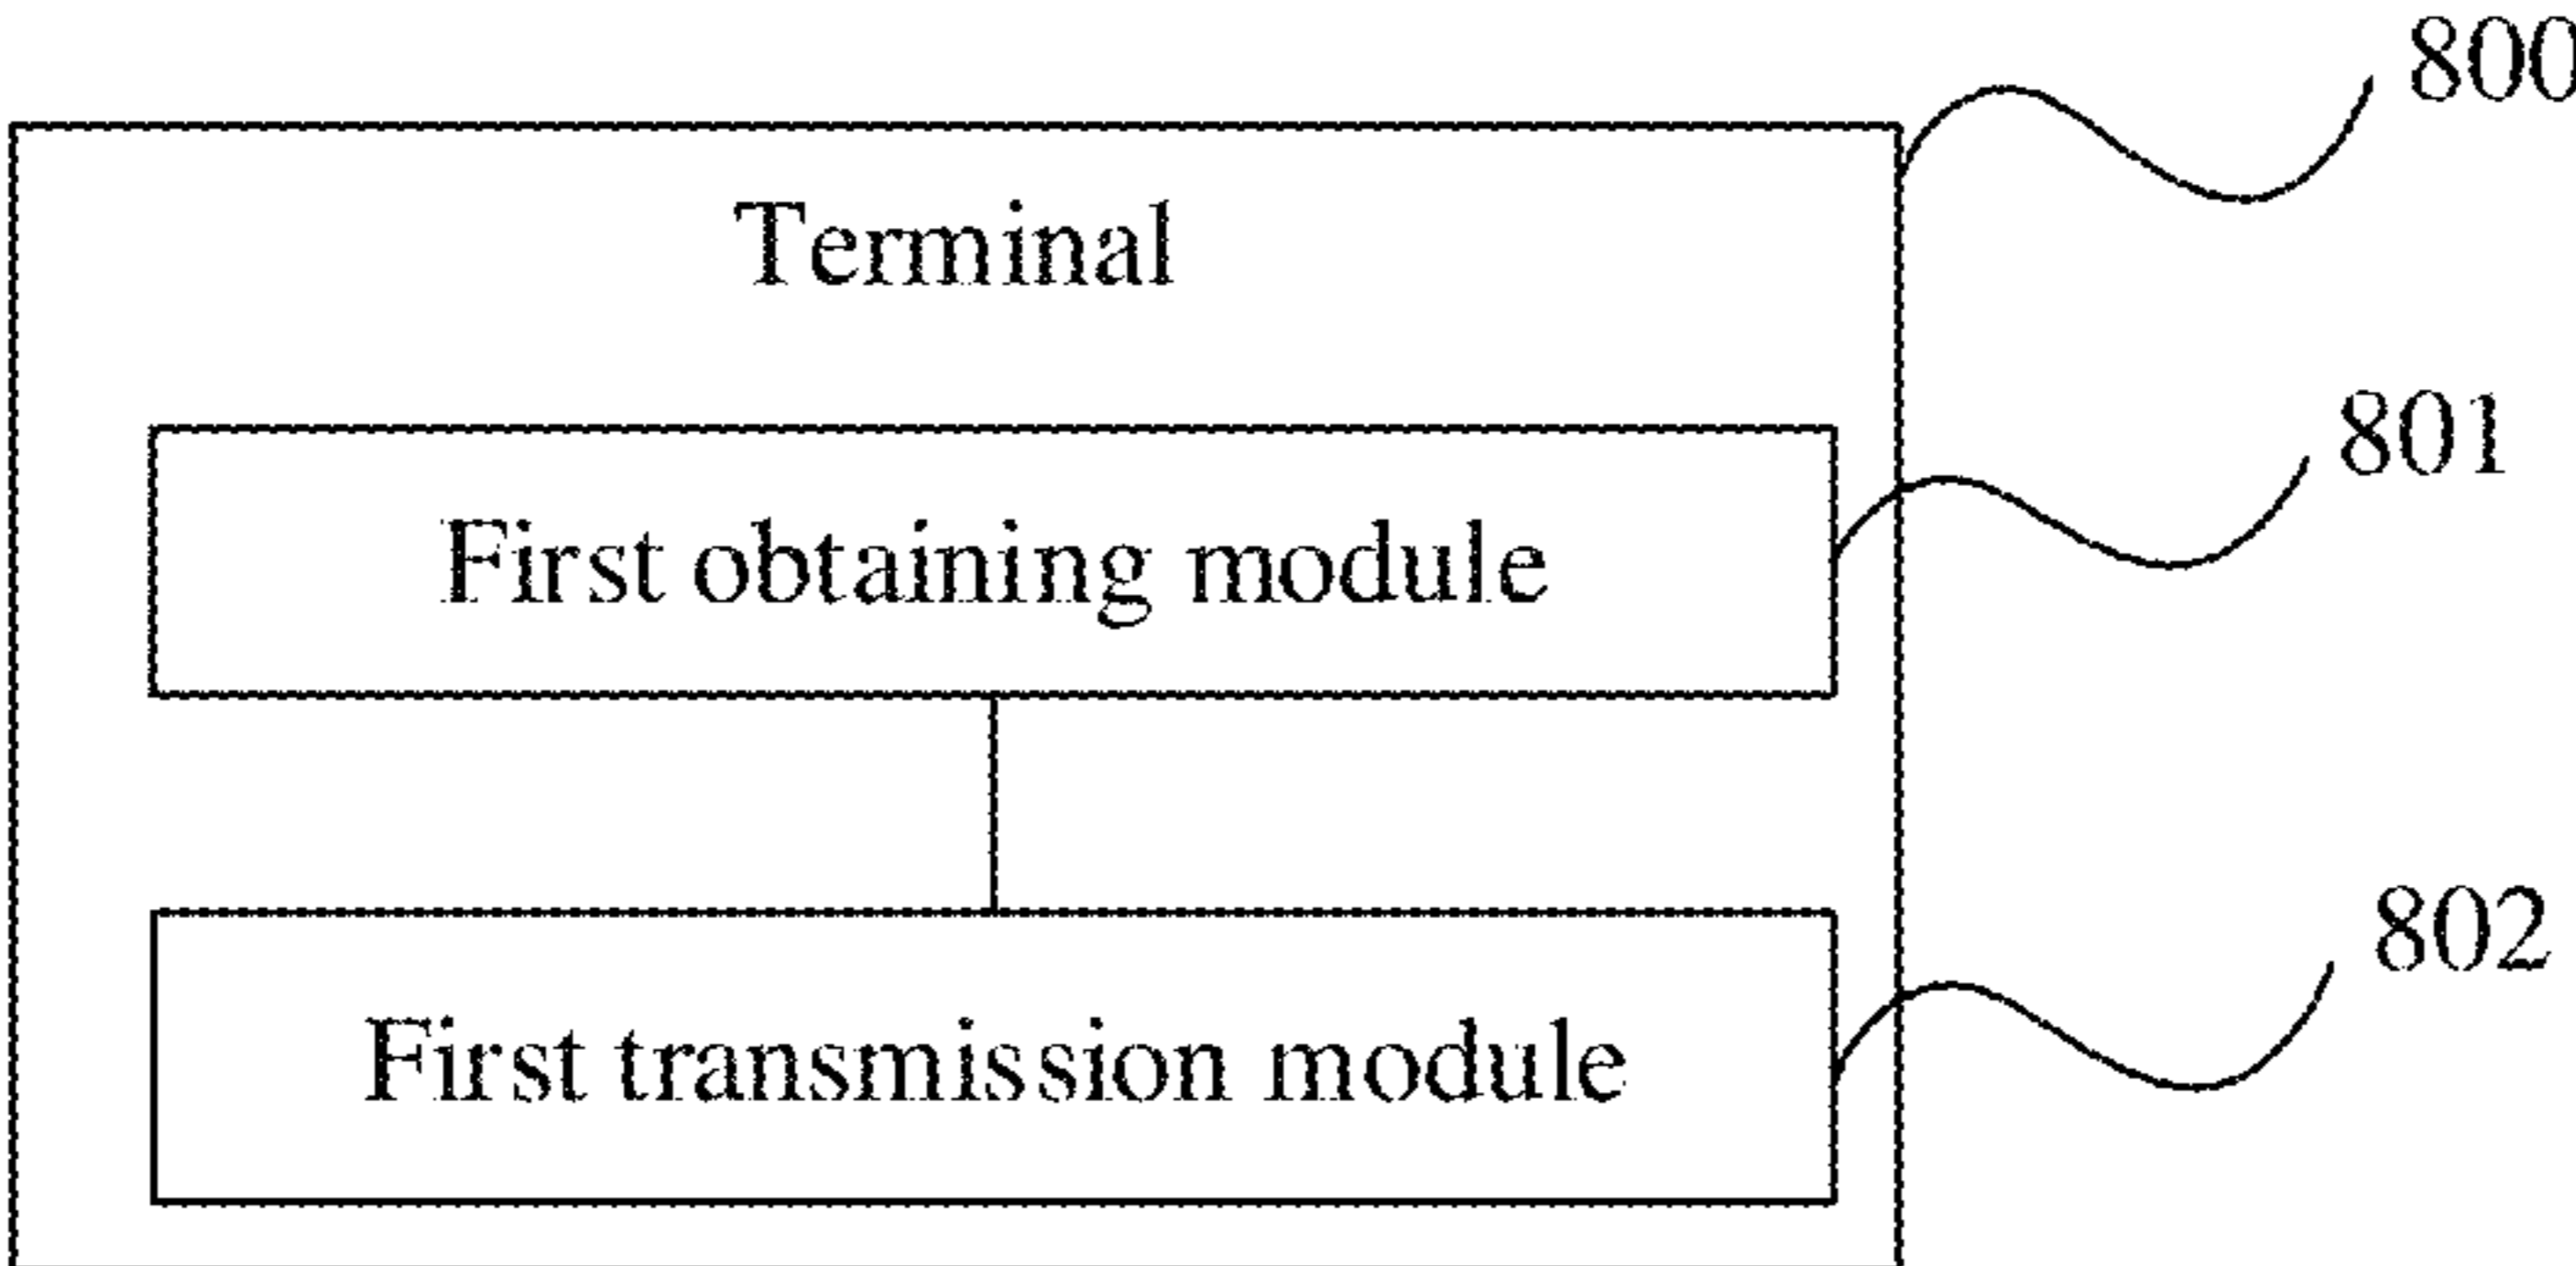 800
Terminal
801
First obtaining module
802
First transmission module